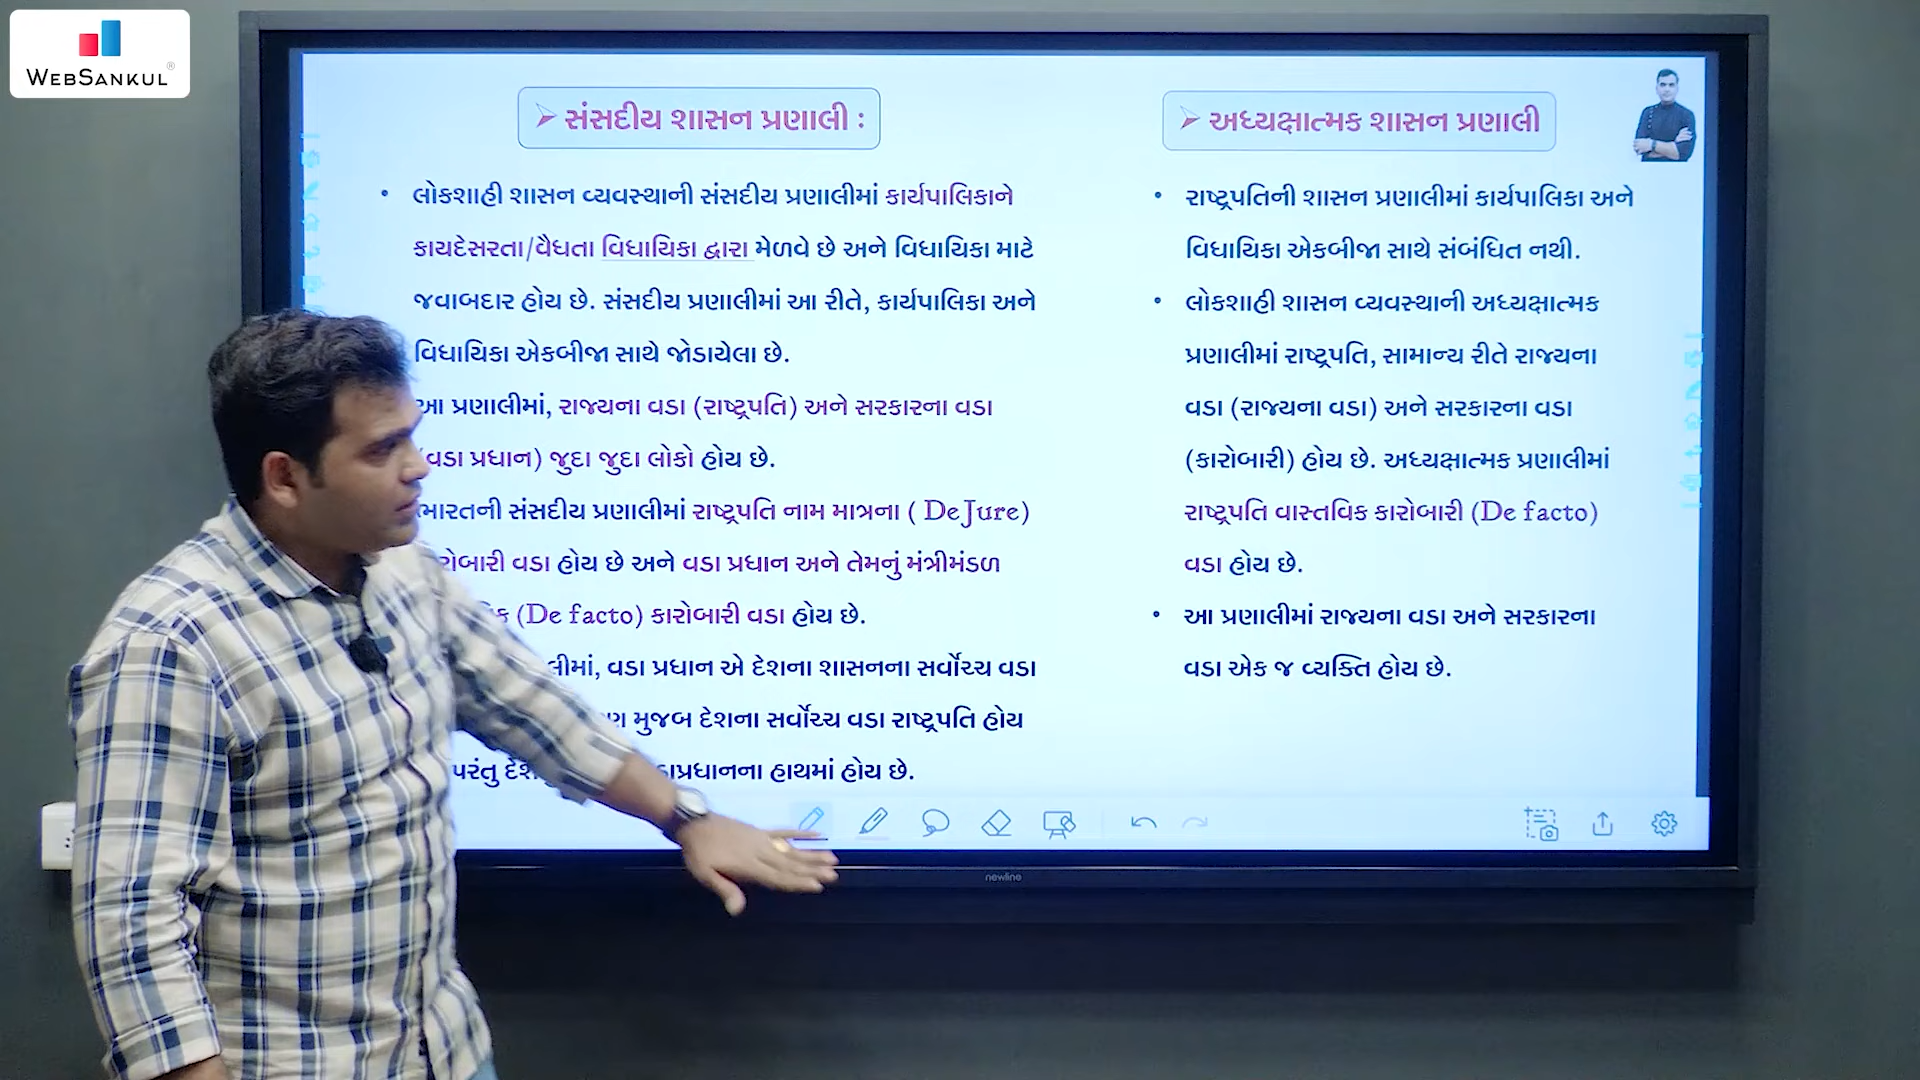 WEBSANKUL
સંસદીય શાસન પ્રણાલી :
લોકશાહી શાસન વ્યવસ્થાની સંસદીય પ્રણાલીમાં કાર્યપાલિકાને
કાયદેસરતા/વૈધતા વિધાયિકા દ્વારા મેળવે છે અને વિધાયિકા માટે
જવાબદાર હોય છે. સંસદીય પ્રણાલીમાં આ રીતે, કાર્યપાલિકા અને
વિધાયિકા એકબીજા સાથે જોડાયેલા છે.
આ પ્રણાલીમાં, રાજ્યના વડા (રાષ્ટ્રપતિ) અને સરકારના વડા
(વડા પ્રધાન) જુદા જુદા લોકો હોય છે.
ભારતની સંસદીય પ્રણાલીમાં રાષ્ટ્રપતિ નામ માત્રના ( DeJure)
વડા હોય છે અને વડા પ્રધાન અને તેમનું મંત્રીમંડળ
(De facto) કારોબારી વડા હોય છે.
વડા પ્રધાન એ દેશના શાસનના સર્વોચ્ચ વડા
મુજબ દેશના સર્વોચ્ચ વડા રાષ્ટ્રપતિ હોય
પરંતુ હાથમાં હોય છે.
અધ્યક્ષાત્મક શાસન પ્રણાલી
રાષ્ટ્રપતિની શાસન પ્રણાલીમાં કાર્યપાલિકા અને
વિધાયિકા એકબીજા સાથે સંબંધિત નથી.
લોકશાહી શાસન વ્યવસ્થાની અધ્યક્ષાત્મક
પ્રણાલીમાં રાષ્ટ્રપતિ, સામાન્ય રીતે રાજ્યના
વડા (રાજ્યના વડા) અને સરકારના વડા
(કારોબારી) હોય છે. અધ્યક્ષાત્મક પ્રણાલીમાં
રાષ્ટ્રપતિ વાસ્તવિક કારોબારી (De facto)
વડા હોય છે.
આ પ્રણાલીમાં રાજ્યના વડા અને સરકારના
વડા એક જ વ્યક્તિ હોય છે.
newline